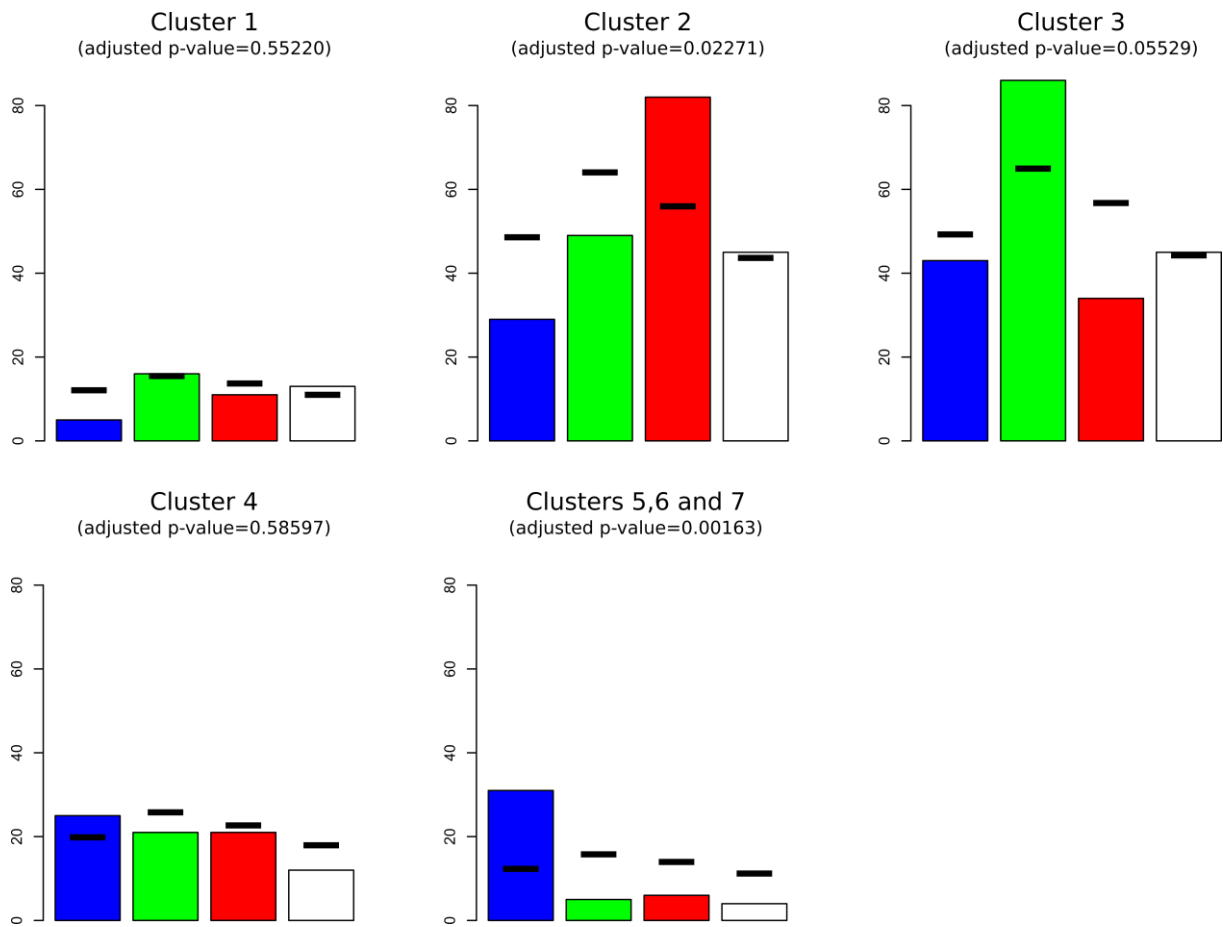 Cluster 1
(adjusted p-value=0.55220)
80
60
40
20
0
Cluster 2
(adjusted p-value=0.02271)
80
60
40
20
0
Cluster 3
(adjusted p-value=0.05529)
80
60
40
20
0
Cluster 4
(adjusted p-value=0.58597)
80
60
40
20
0
Clusters 5,6 and 7
(adjusted p-value=0.00163)
80
60
40
20
0